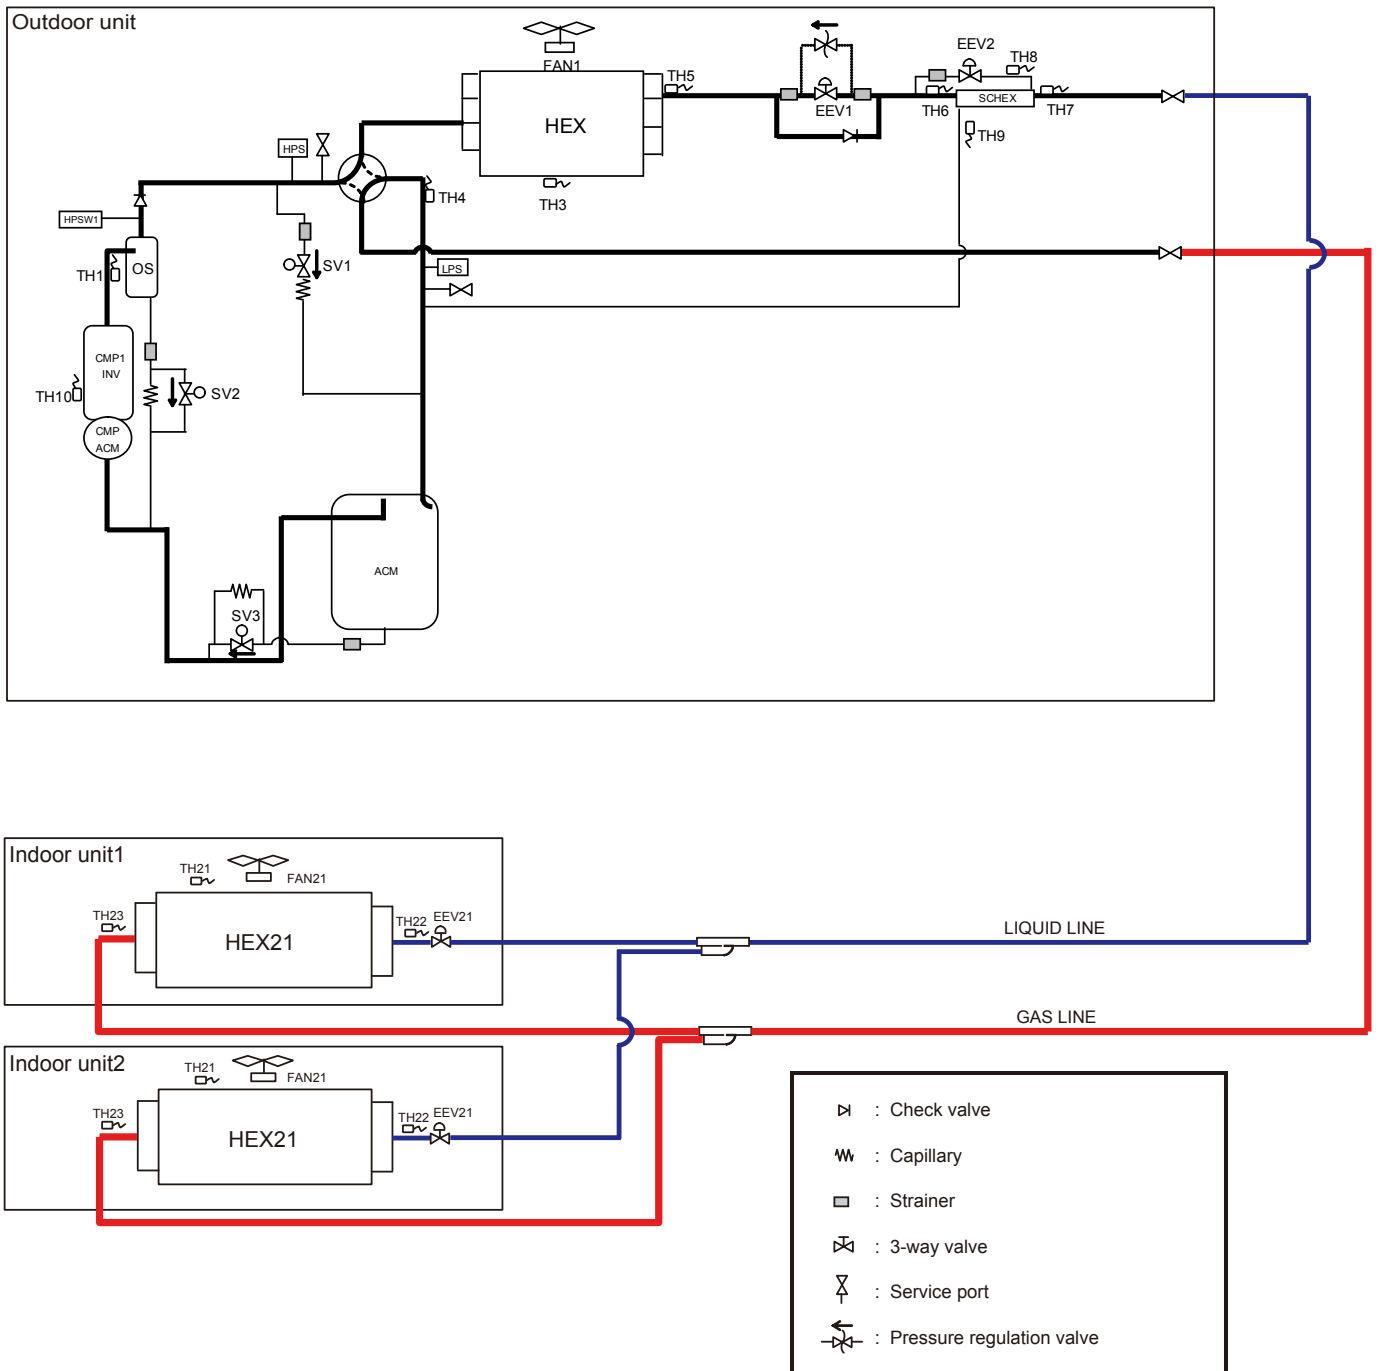 Outdoor unit
FAN1
HEX
TH3
TH5
EEV1
EEV2
TH8
TH6
SCHEX
TH7
TH9
HPS
TH4
HPSW1
OS
TH1
SV1
LPS
CMP1
INV
TH10
SV2
CMP
ACM
ACM
SV3
Indoor unit1
TH21
FAN21
TH23
HEX21
TH22
EEV21
LIQUID LINE
GAS LINE
Indoor unit2
TH21
FAN21
TH23
HEX21
TH22
EEV21
: Check valve
: Capillary
: Strainer
: 3-way valve
: Service port
: Pressure regulation valve